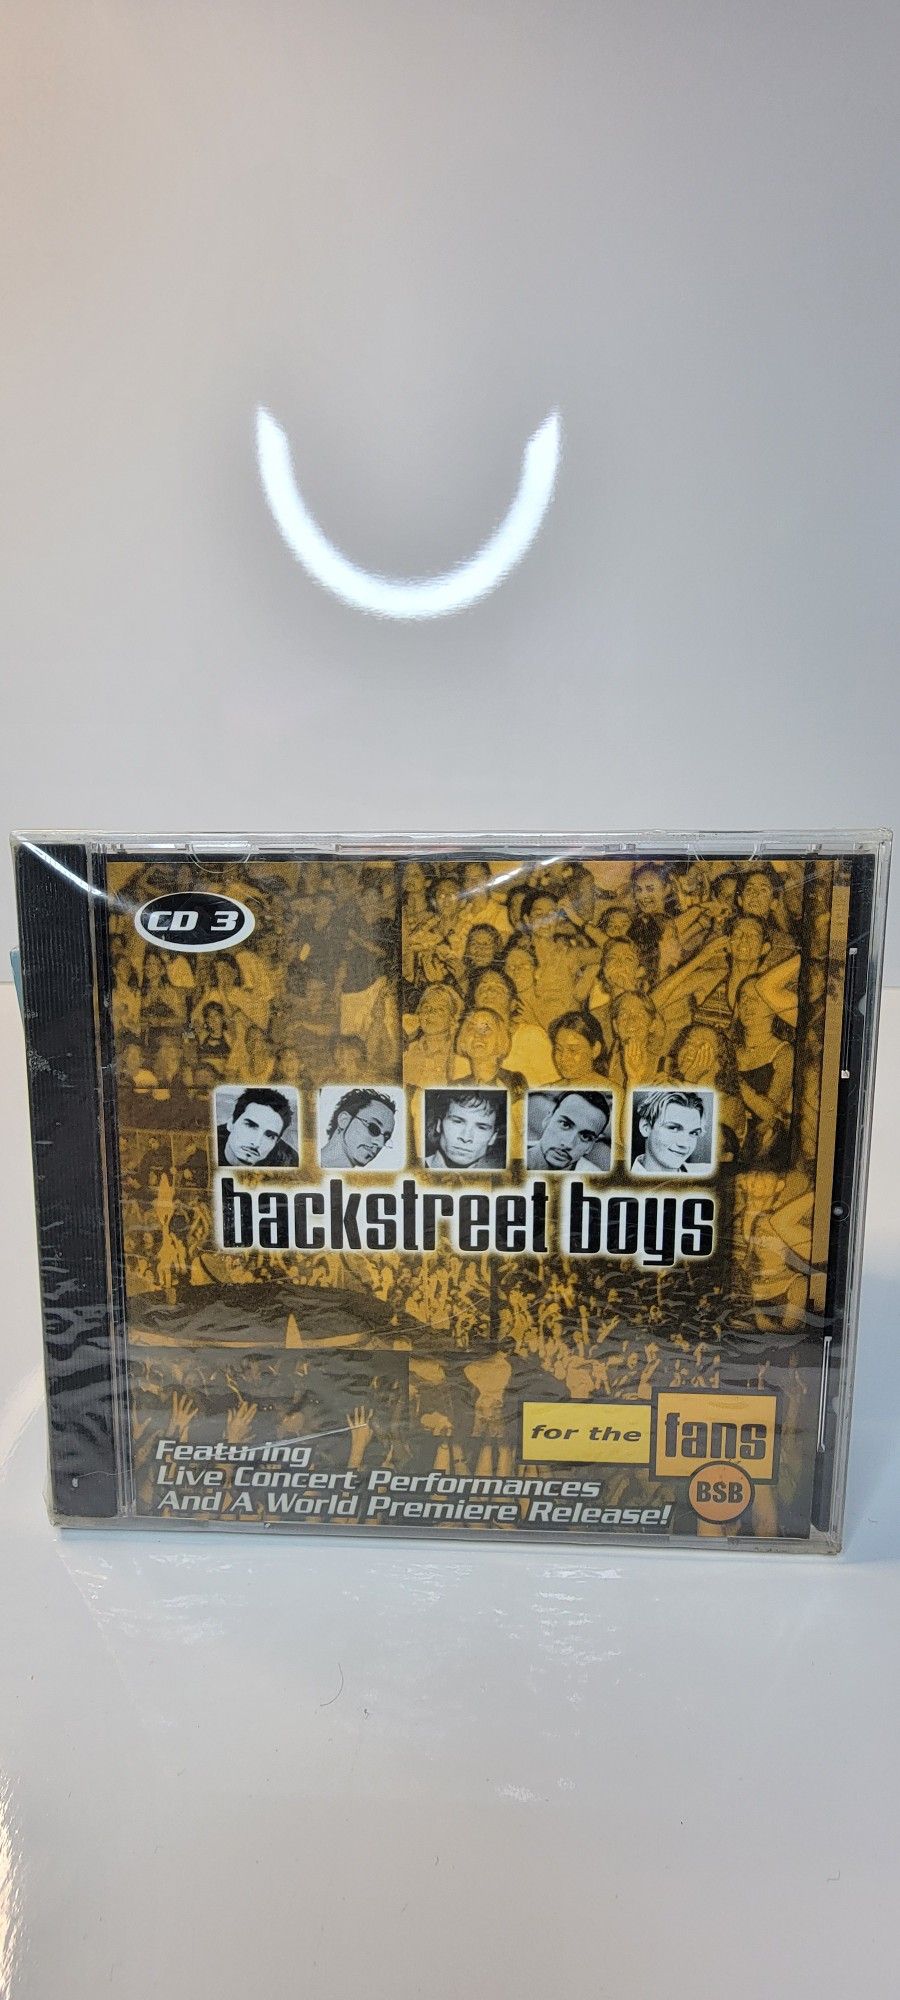 CD 3
backstreet boys
for the fans
BSB
Featuring
Live Concert Performances
And A World Premiere Release!